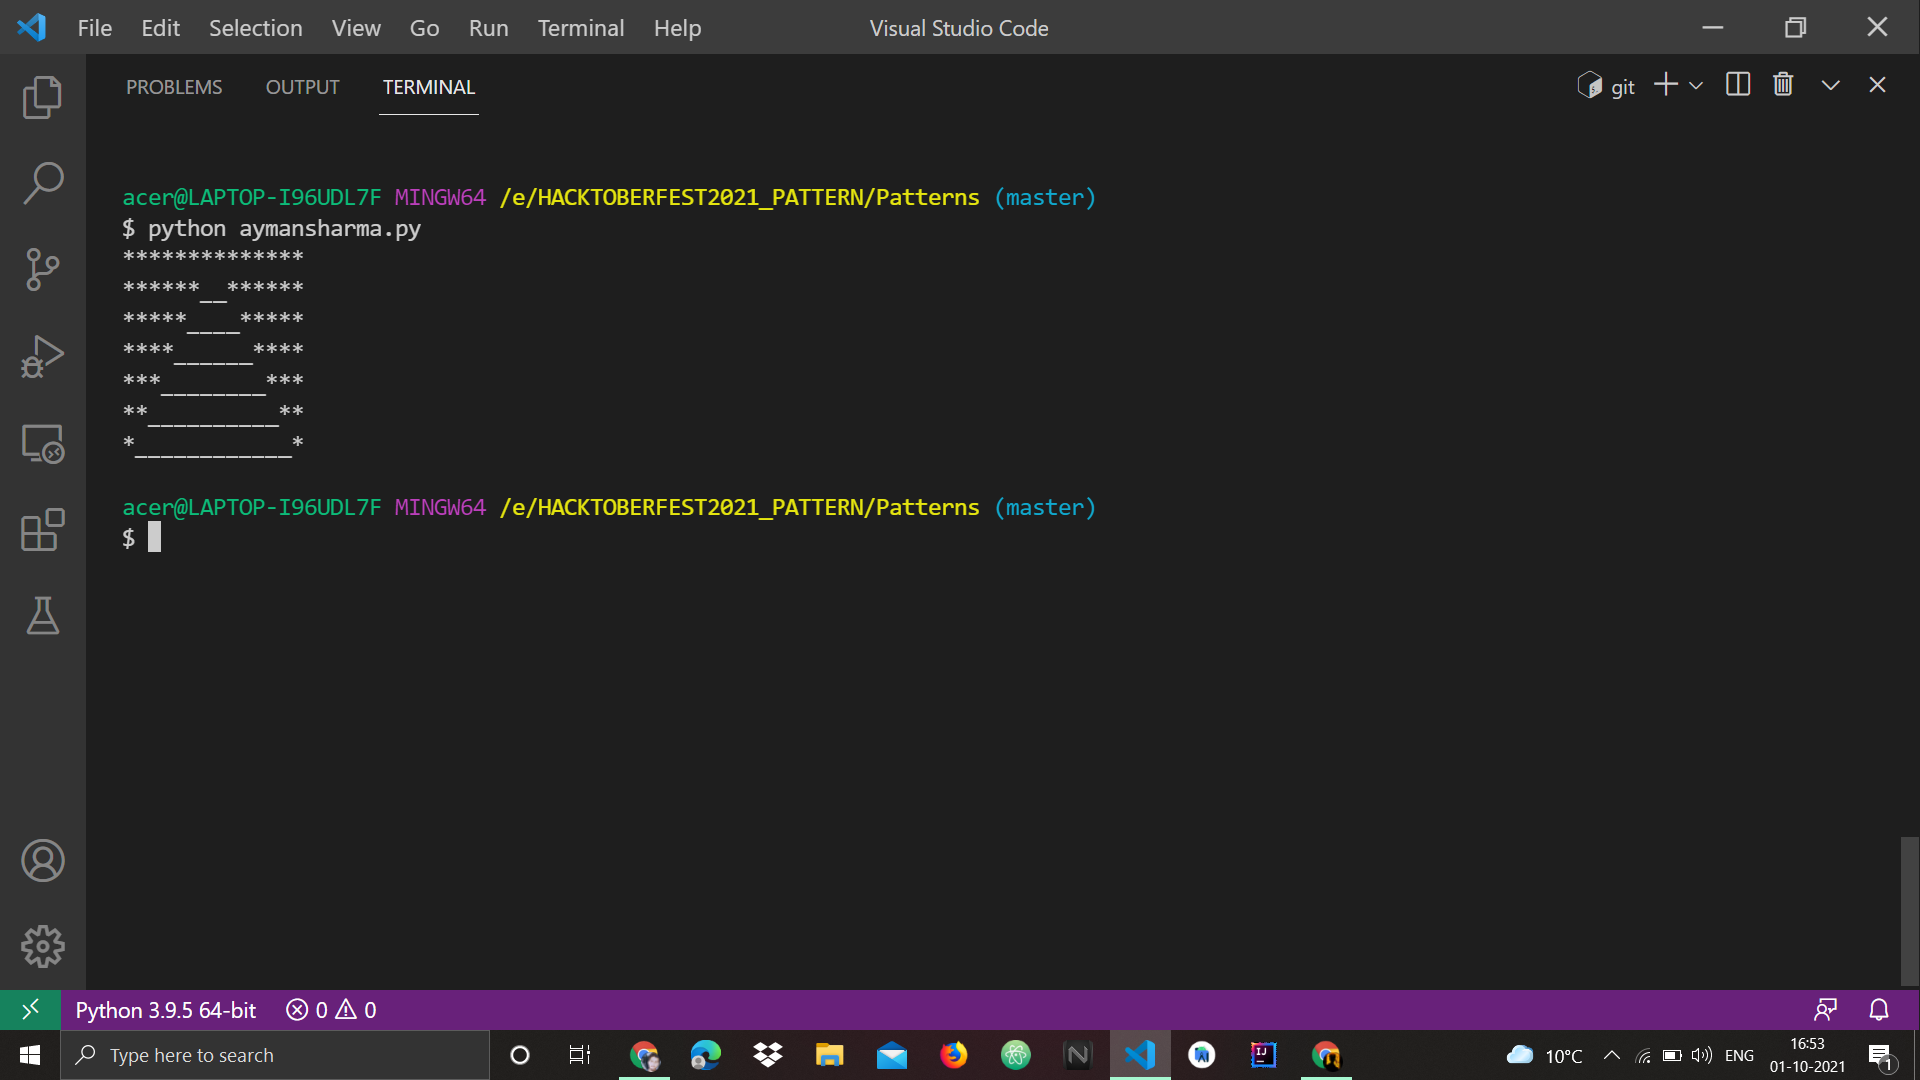 File Edit Selection View Go Run Terminal Help Visual Studio Code
PROBLEMS OUTPUT TERMINAL git
acer@LAPTOP-I96UDL7F MINGW64 /e/HACKTOBERFEST2021_PATTERN/Patterns (master)
$ python aymansharma.py
**************
******__******
*****____*****
****______****
***________***
**__________**
*____________*
acer@LAPTOP-I96UDL7F MINGW64 /e/HACKTOBERFEST2021_PATTERN/Patterns (master)
$
Python 3.9.5 64-bit 0 0
Type here to search 10°C ENG 16:53
01-10-2021 1